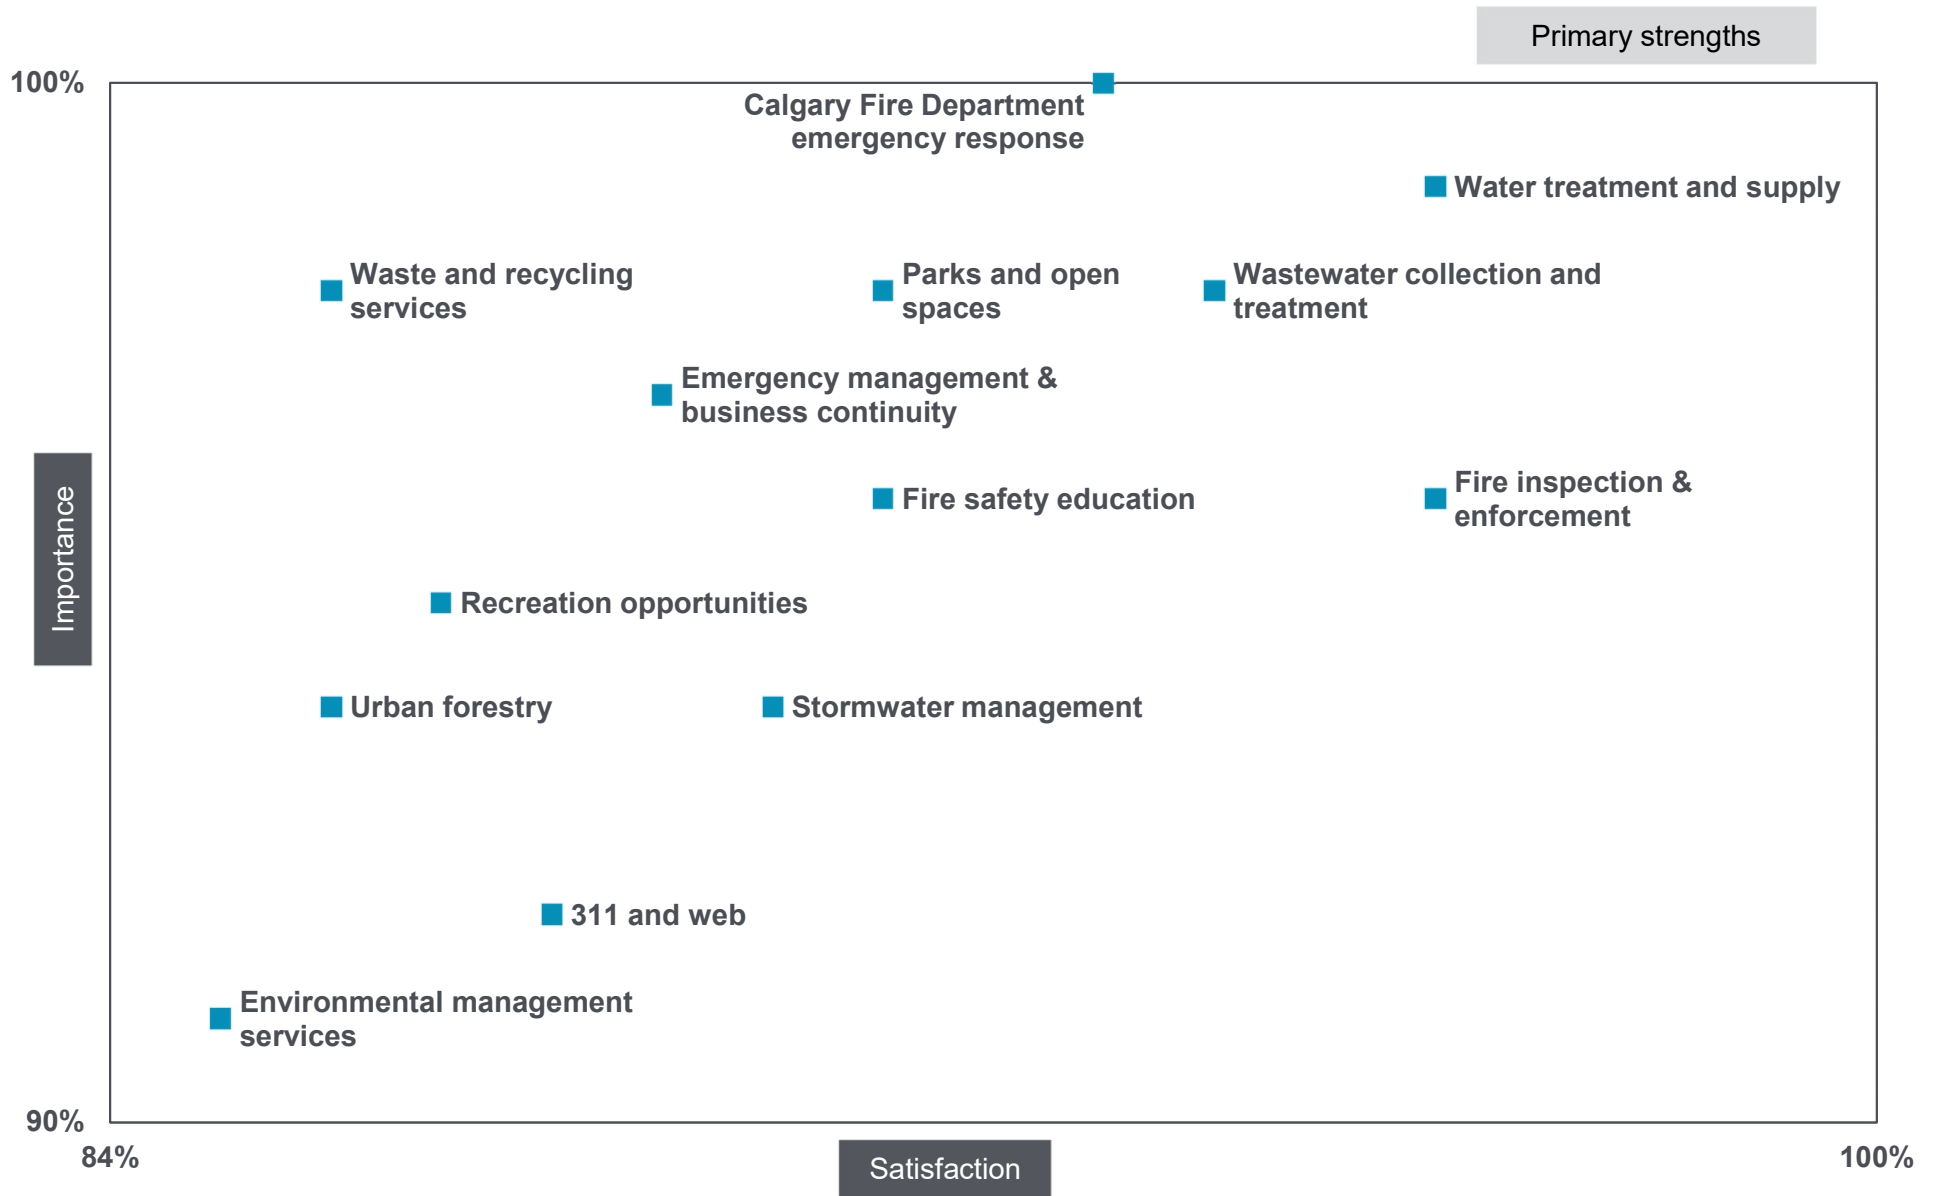 Primary strengths
100%
Calgary Fire Department
emergency response
Water treatment and supply
Waste and recycling
services
Parks and open
spaces
Wastewater collection and
treatment
Emergency management &
business continuity
Importance
Fire safety education
Fire inspection &
enforcement
Recreation opportunities
Urban forestry
Stormwater management
311 and web
Environmental management
services
90%
84%
Satisfaction
100%